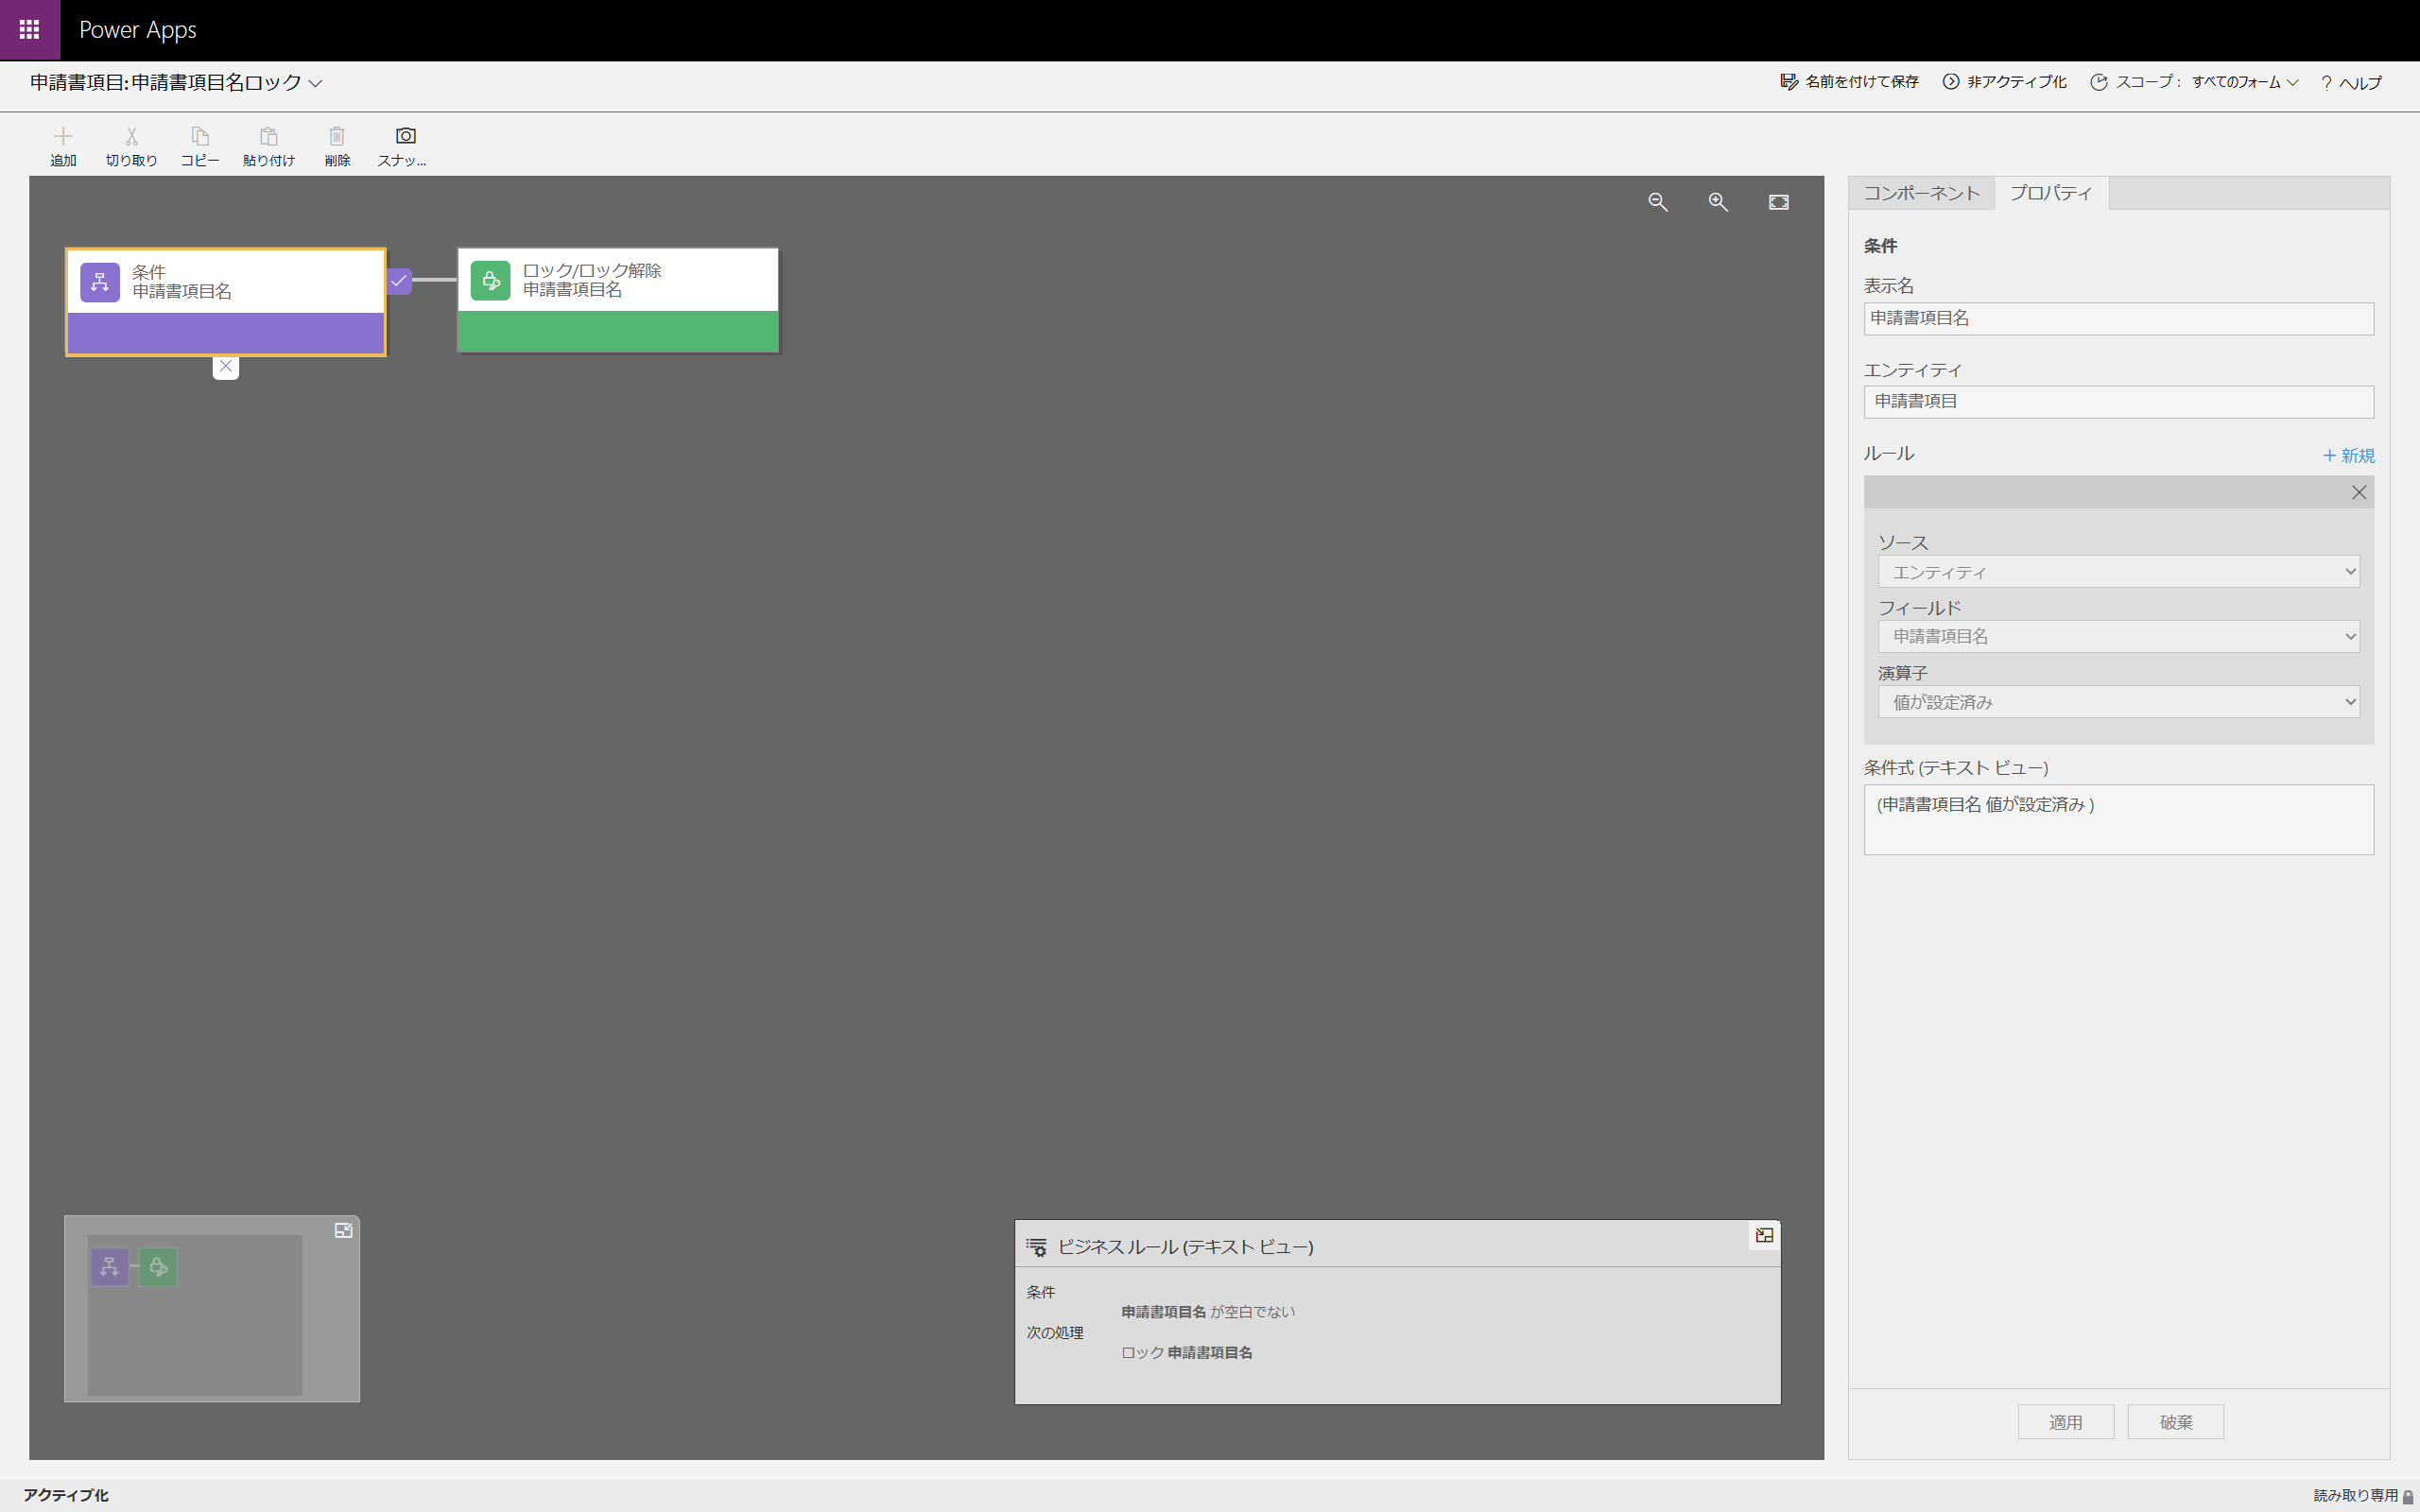 Power Apps
申請書項目:申請書項目名ロック
名前を付けて保存
非アクティブ化
スコープ :
すべてのフォーム
? ヘルプ
追加
切り取り
コピー
貼り付け
削除
スナッ...
条件
申請書項目名
ロック/ロック解除
申請書項目名
コンポーネント
プロパティ
条件
表示名
申請書項目名
エンティティ
申請書項目
ルール
+ 新規
ソース
エンティティ
フィールド
申請書項目名
演算子
値が設定済み
条件式 (テキスト ビュー)
(申請書項目名 値が設定済み )
ビジネス ルール (テキスト ビュー)
条件
申請書項目名 が空白でない
次の処理
ロック 申請書項目名
適用
破棄
アクティブ化
読み取り専用